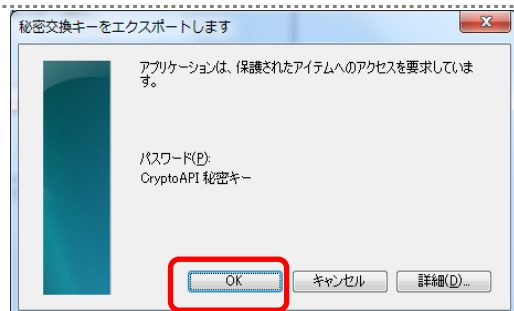 秘密交換キーをエクスポートします
アプリケーションは、保護されたアイテムへのアクセスを要求していま
す。
パスワード(P):
CryptoAPI 秘密キー
OK キャンセル 詳細(D)...